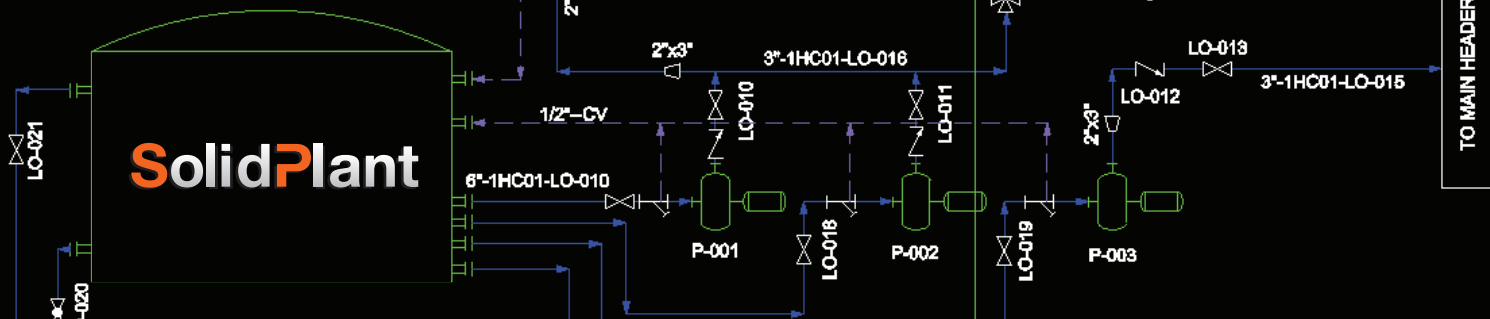 2"
2"x3"
3"-1HC01-LO-016
LO-013
3"-1HC01-LO-015
LO-012
TO MAIN HEADER
LO-010
LO-011
1/2"-CV
2"x3"
LO-021
SolidPlant
6"-1HC01-LO-010
P-001
LO-018
P-002
LO-019
P-003
-020